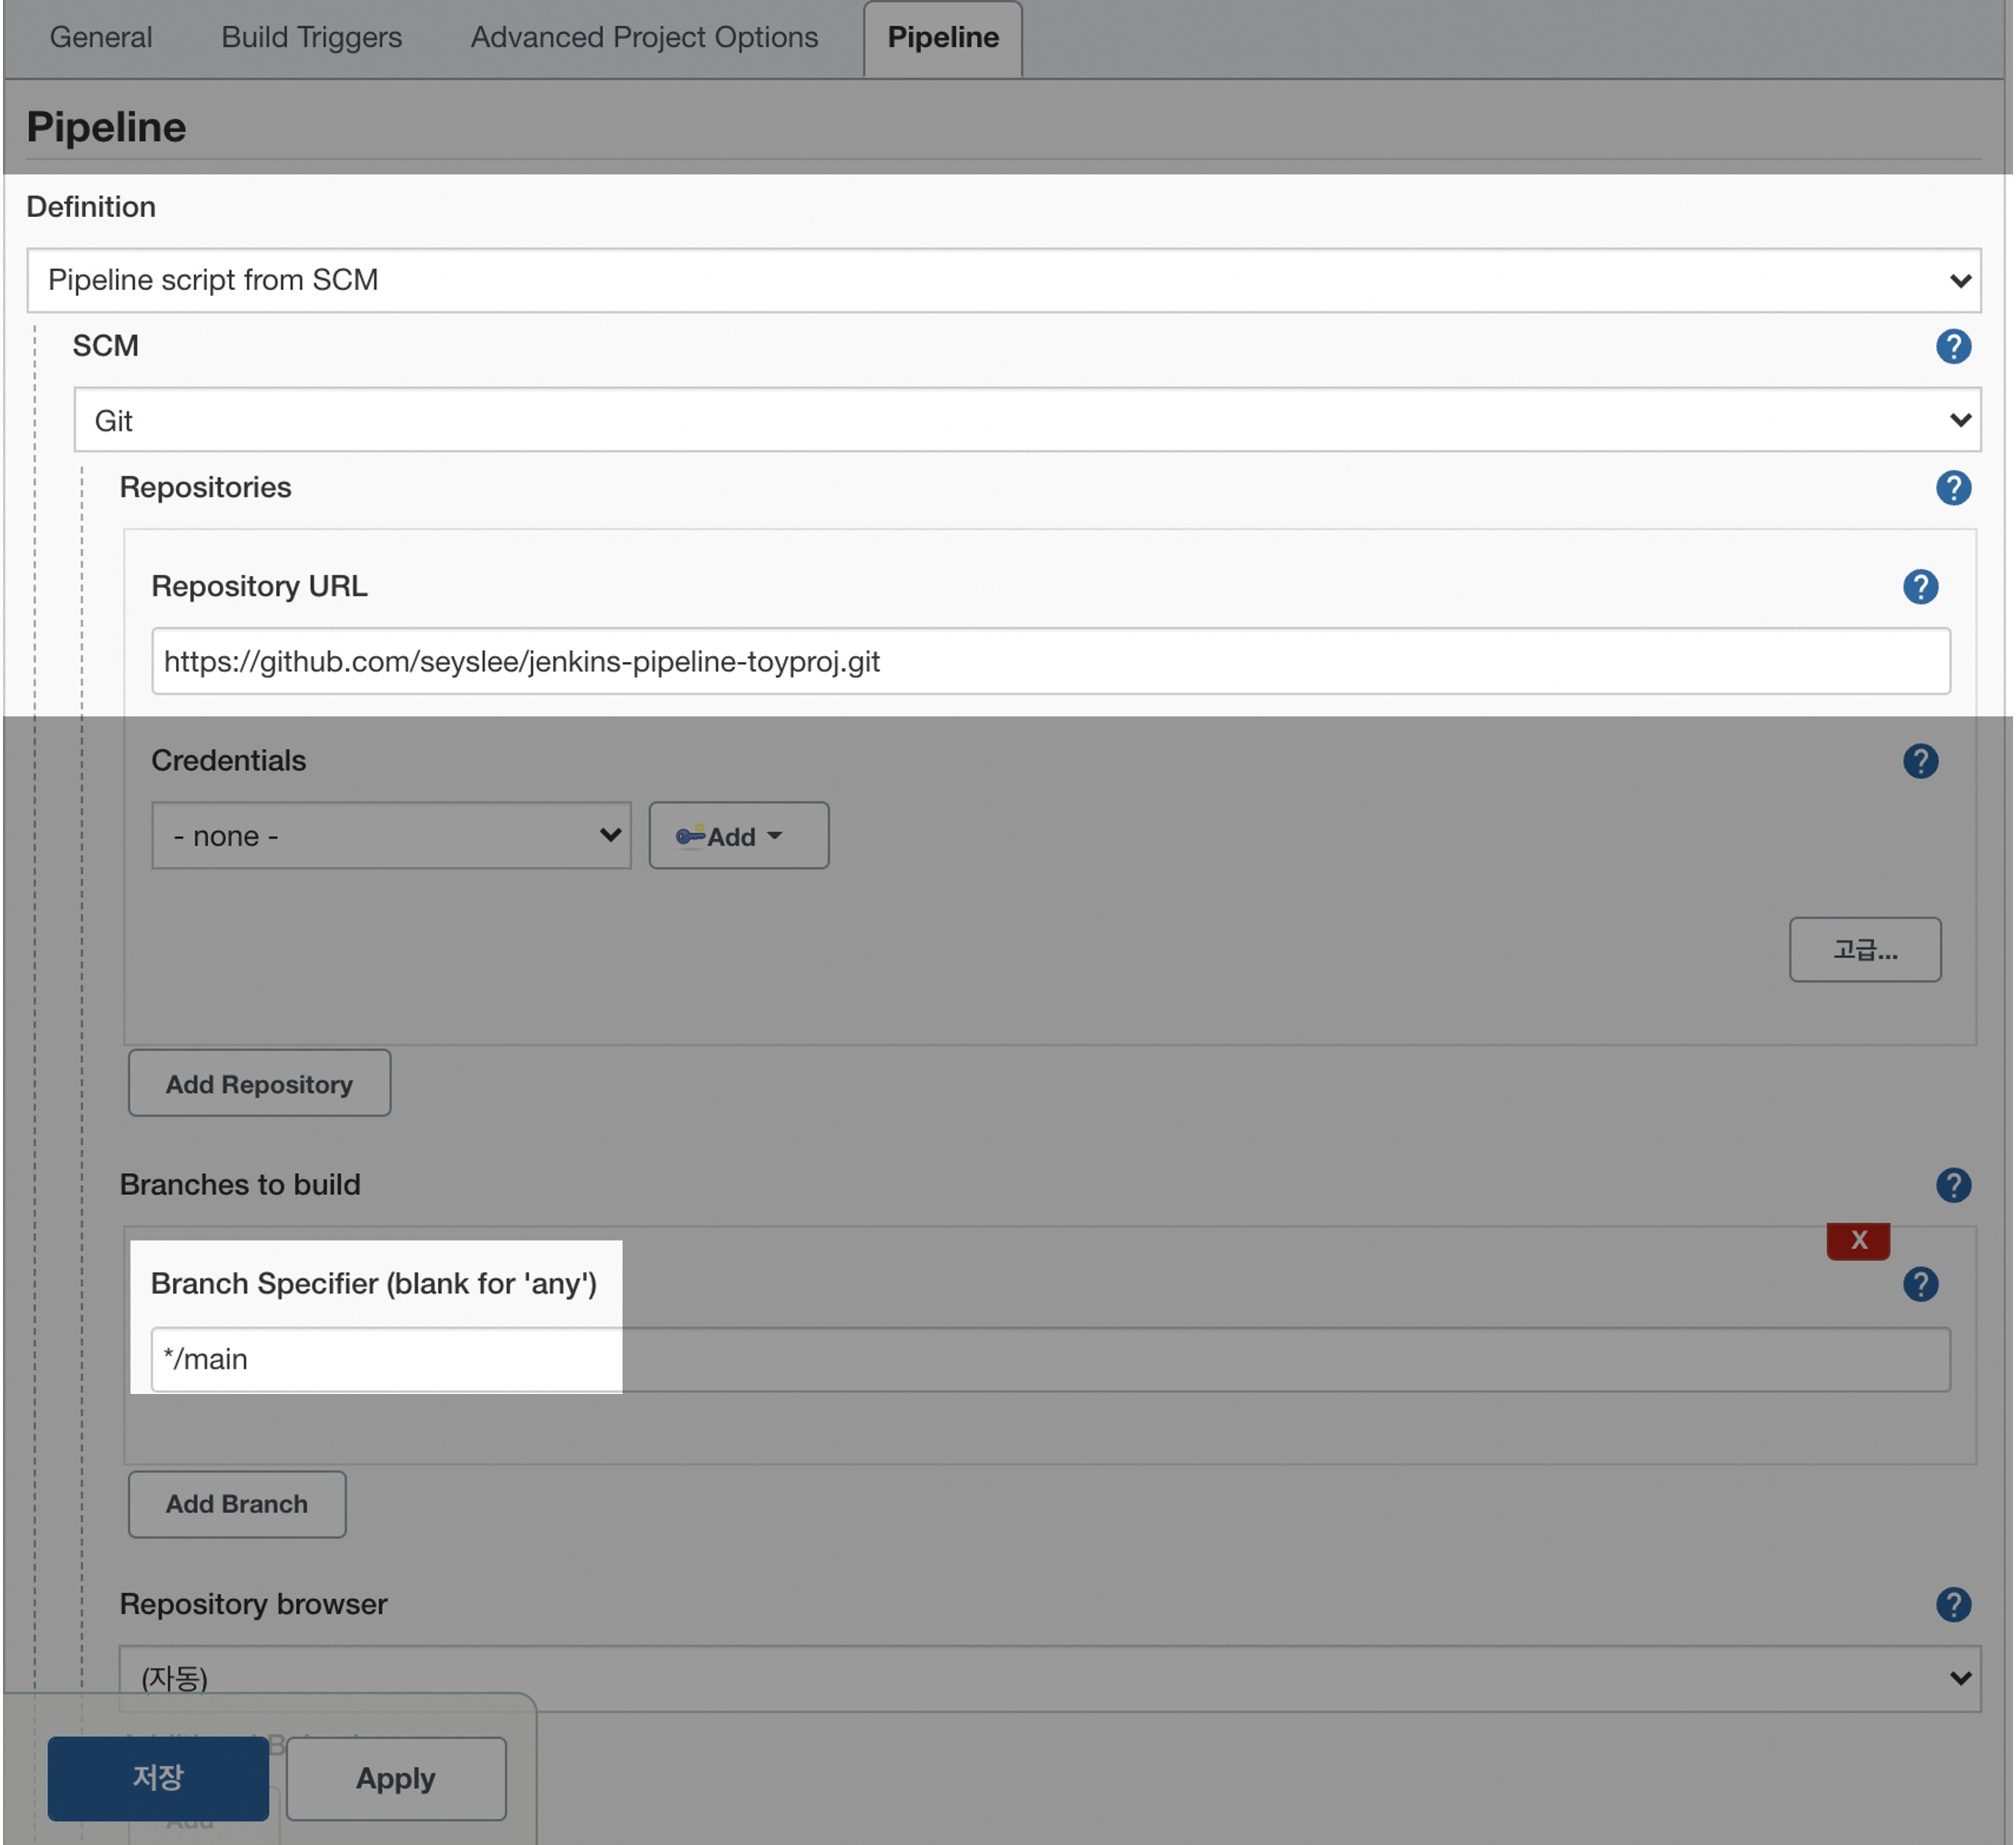 General Build Triggers Advanced Project Options Pipeline
Pipeline
Definition
Pipeline script from SCM
SCM
?
Git
Repositories
?
Repository URL
?
https://github.com/seyslee/jenkins-pipeline-toyproj.git
Credentials
?
- none -
Add
고급...
Add Repository
Branches to build
?
X
Branch Specifier (blank for 'any')
?
*/main
Add Branch
Repository browser
?
(자동)
저장 Apply
Add